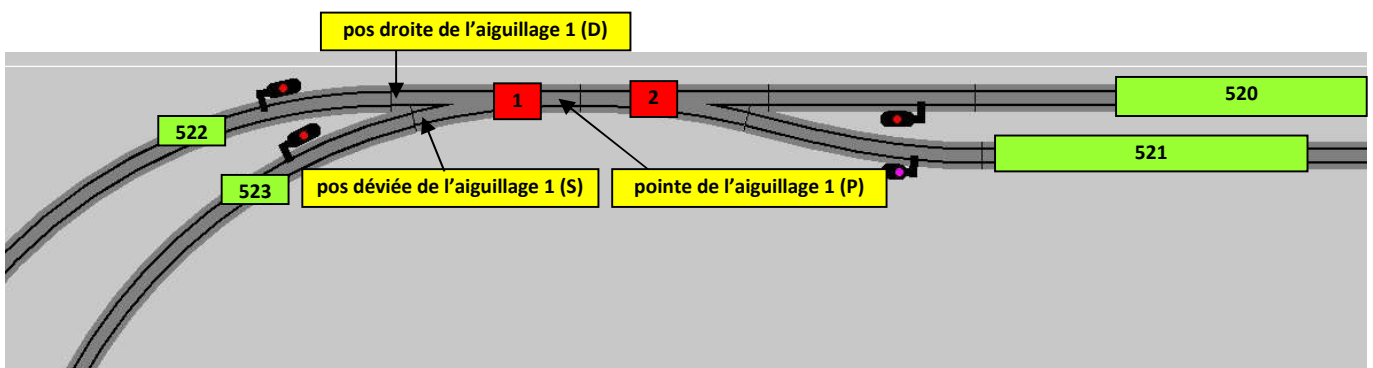 pos droite de l’aiguillage 1 (D)
1
2
520
522
521
pos déviée de l’aiguillage 1 (S)
pointe de l’aiguillage 1 (P)
523